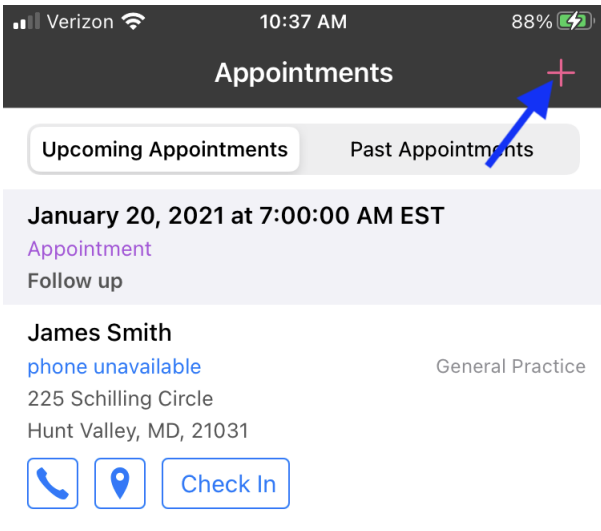 Verizon 10:37 AM 88%
Appointments
Upcoming Appointments Past Appointments
January 20, 2021 at 7:00:00 AM EST
Appointment
Follow up
James Smith
phone unavailable General Practice
225 Schilling Circle
Hunt Valley, MD, 21031
Check In